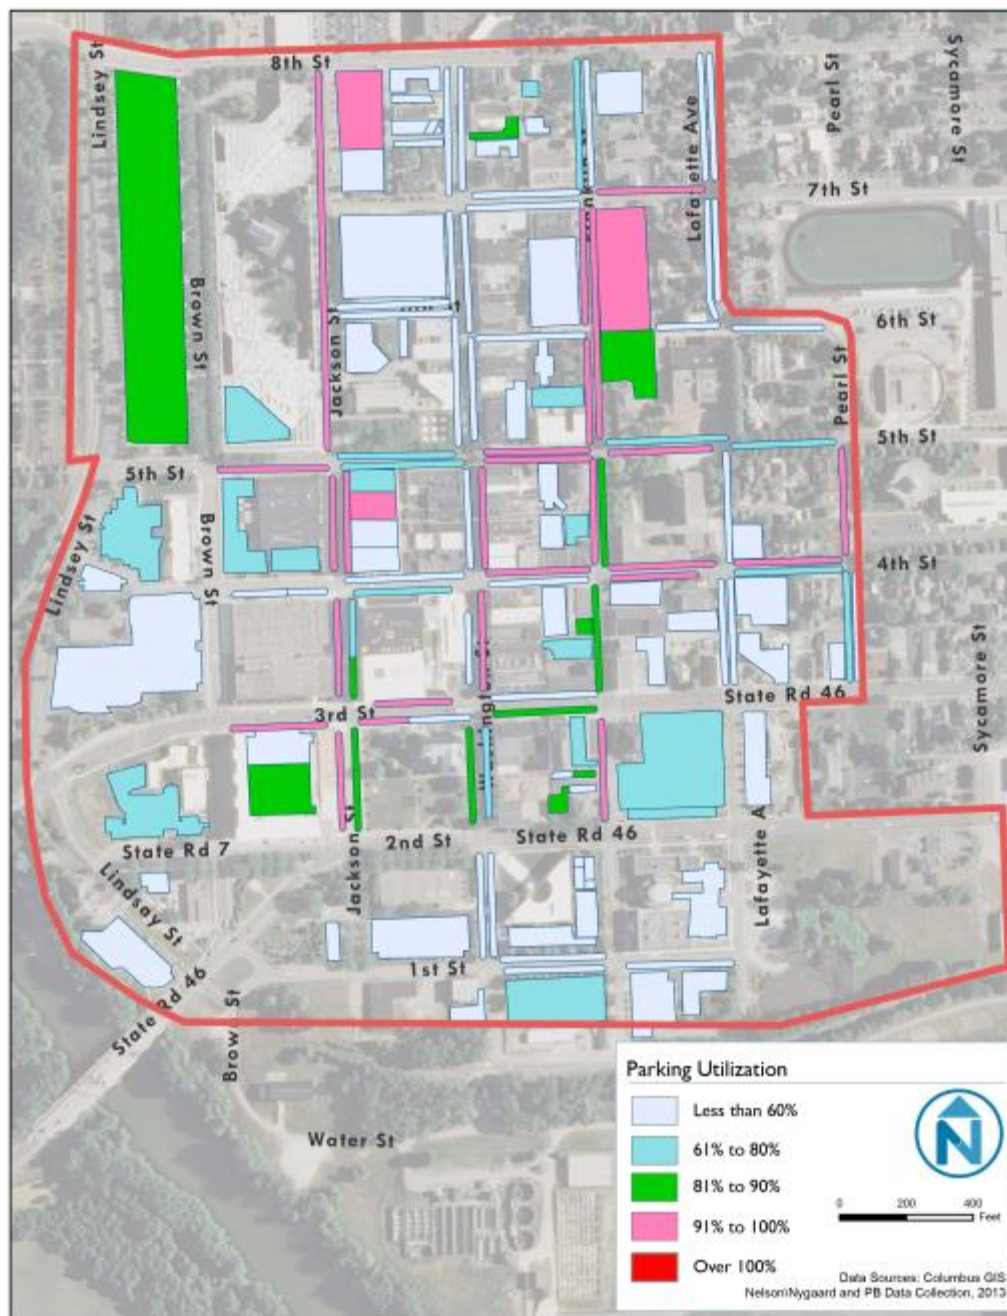 8th St
Lindsey St
Pearl St
Sycamore St
Lafayette Ave
7th St
Brown St
Jackson St
6th St
Pearl St
5th St
5th St
Lindsey St
Brown St
4th St
State Rd 46
3rd St
Sycamore St
Jackson St
2nd St
State Rd 46
State Rd 7
Lindsay St
Lafayette A
1st St
State Rd 46
Water St
Parking Utilization
Less than 60%
61% to 80%
81% to 90%
91% to 100%
Over 100%
N
0 200 400
Feet
Data Sources: Columbus GIS
Nelson\Nygaard and PB Data Collection, 2013